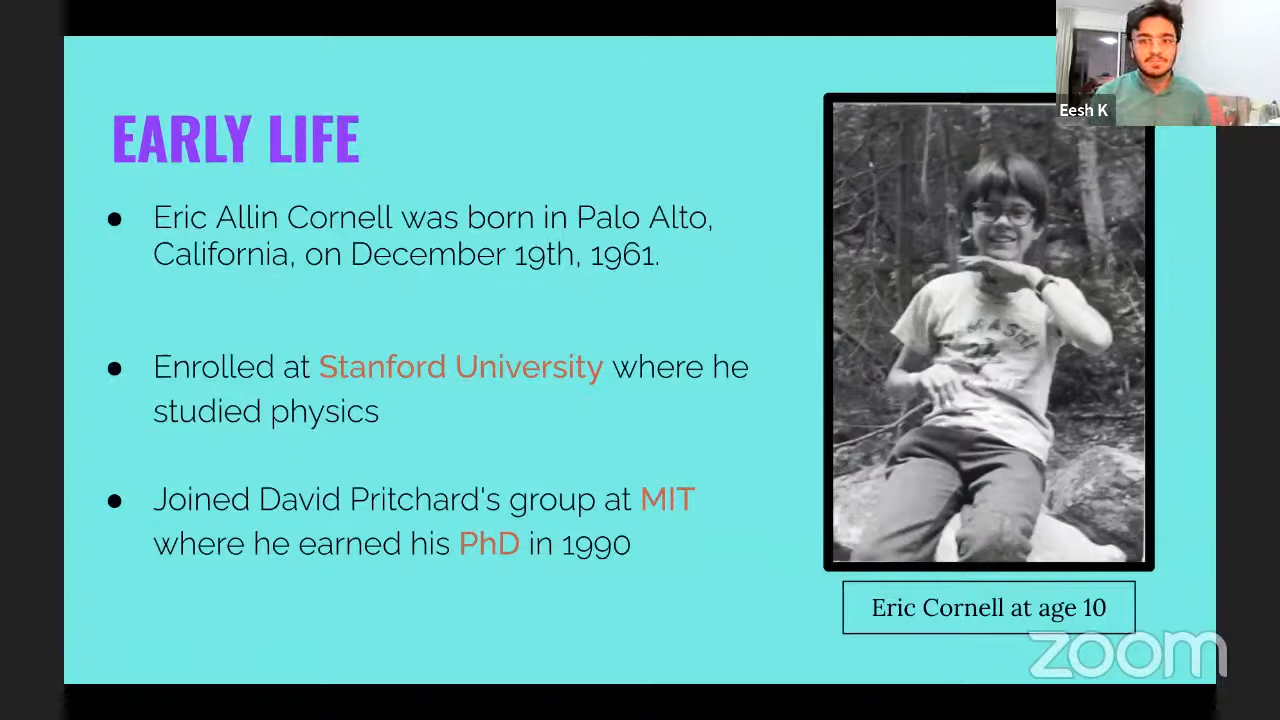 Eesh K
EARLY LIFE
● Eric Allin Cornell was born in Palo Alto,
California, on December 19th, 1961.
● Enrolled at Stanford University where he
studied physics
● Joined David Pritchard's group at MIT
where he earned his PhD in 1990
Eric Cornell at age 10
zoom